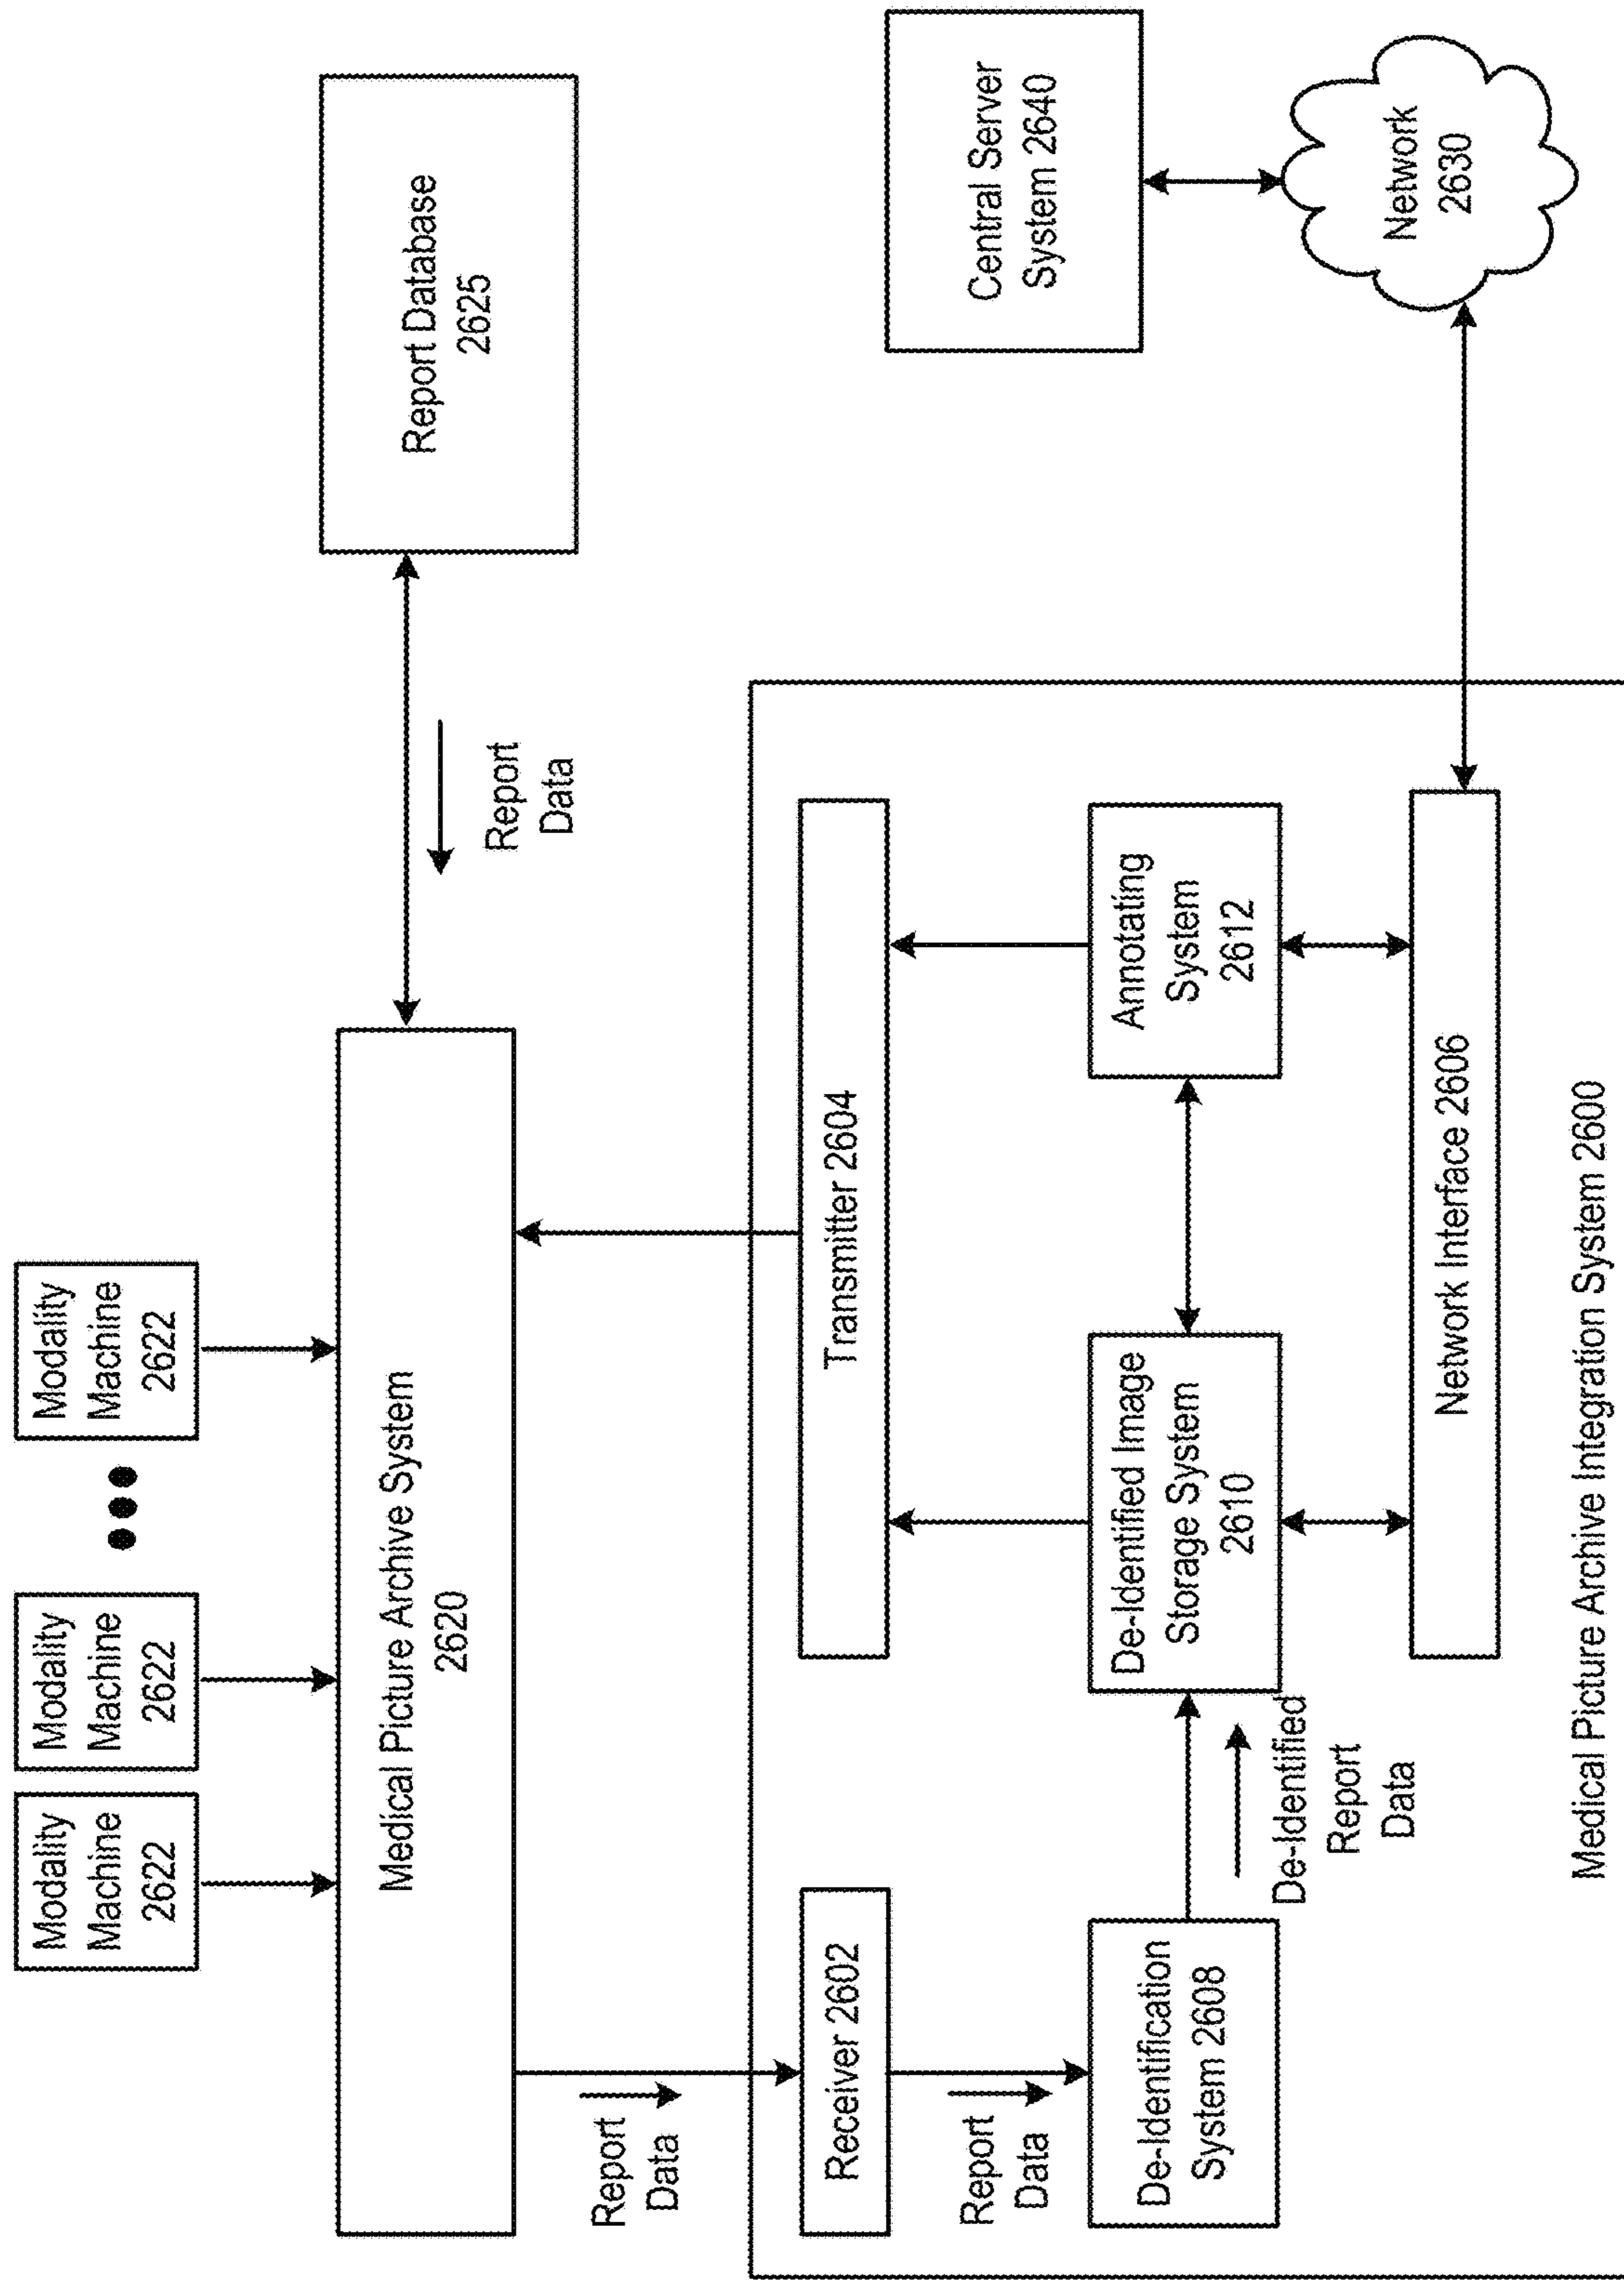 Modality
Machine
2622
Modality
Machine
2622
Modality
Machine
2622
Medical Picture Archive System
2620
Report Database
2625
Report
Data
Report
Data
Receiver 2602
Transmitter 2604
Report
Data
De-Identification
System 2608
De-Identified
Report
Data
De-Identified Image
Storage System
2610
Annotating
System
2612
Network Interface 2606
Medical Picture Archive Integration System 2600
Central Server
System 2640
Network
2630